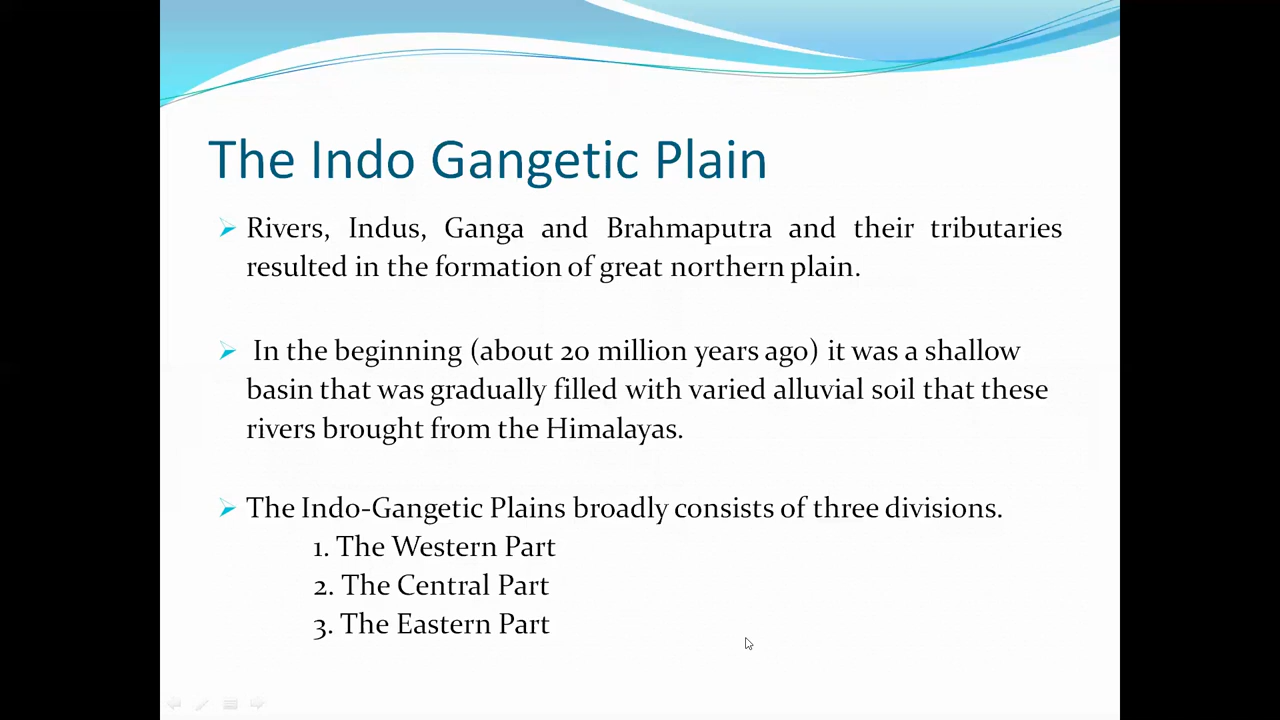 The Indo Gangetic Plain
Rivers, Indus, Ganga and Brahmaputra and their tributaries
resulted in the formation of great northern plain.
In the beginning (about 20 million years ago) it was a shallow
basin that was gradually filled with varied alluvial soil that these
rivers brought from the Himalayas.
The Indo-Gangetic Plains broadly consists of three divisions.
1. The Western Part
2. The Central Part
3. The Eastern Part